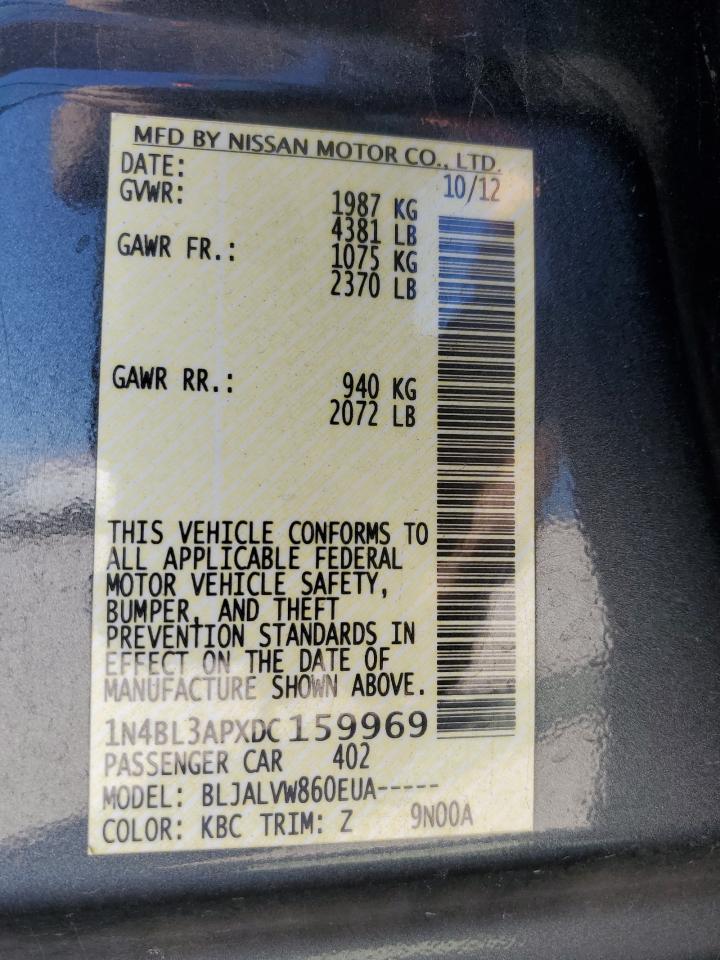 MFD BY NISSAN MOTOR CO., LTD.
DATE: 10/12
GVWR: 1987 KG
4381 LB
GAWR FR.: 1075 KG
2370 LB
GAWR RR.: 940 KG
2072 LB
THIS VEHICLE CONFORMS TO
ALL APPLICABLE FEDERAL
MOTOR VEHICLE SAFETY,
BUMPER, AND THEFT
PREVENTION STANDARDS IN
EFFECT ON THE DATE OF
MANUFACTURE SHOWN ABOVE.
1N4BL3APXDC159969
PASSENGER CAR 402
MODEL: BLJALVW860EUA-----
COLOR: KBC TRIM: Z 9N00A